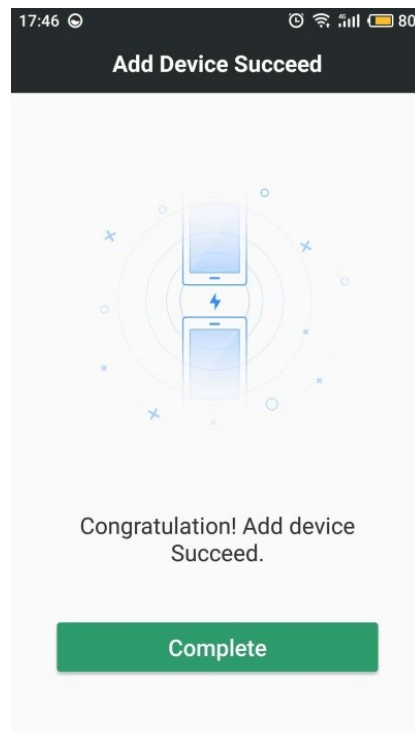 17:46
80
Add Device Succeed
Congratulation! Add device
Succeed.
Complete